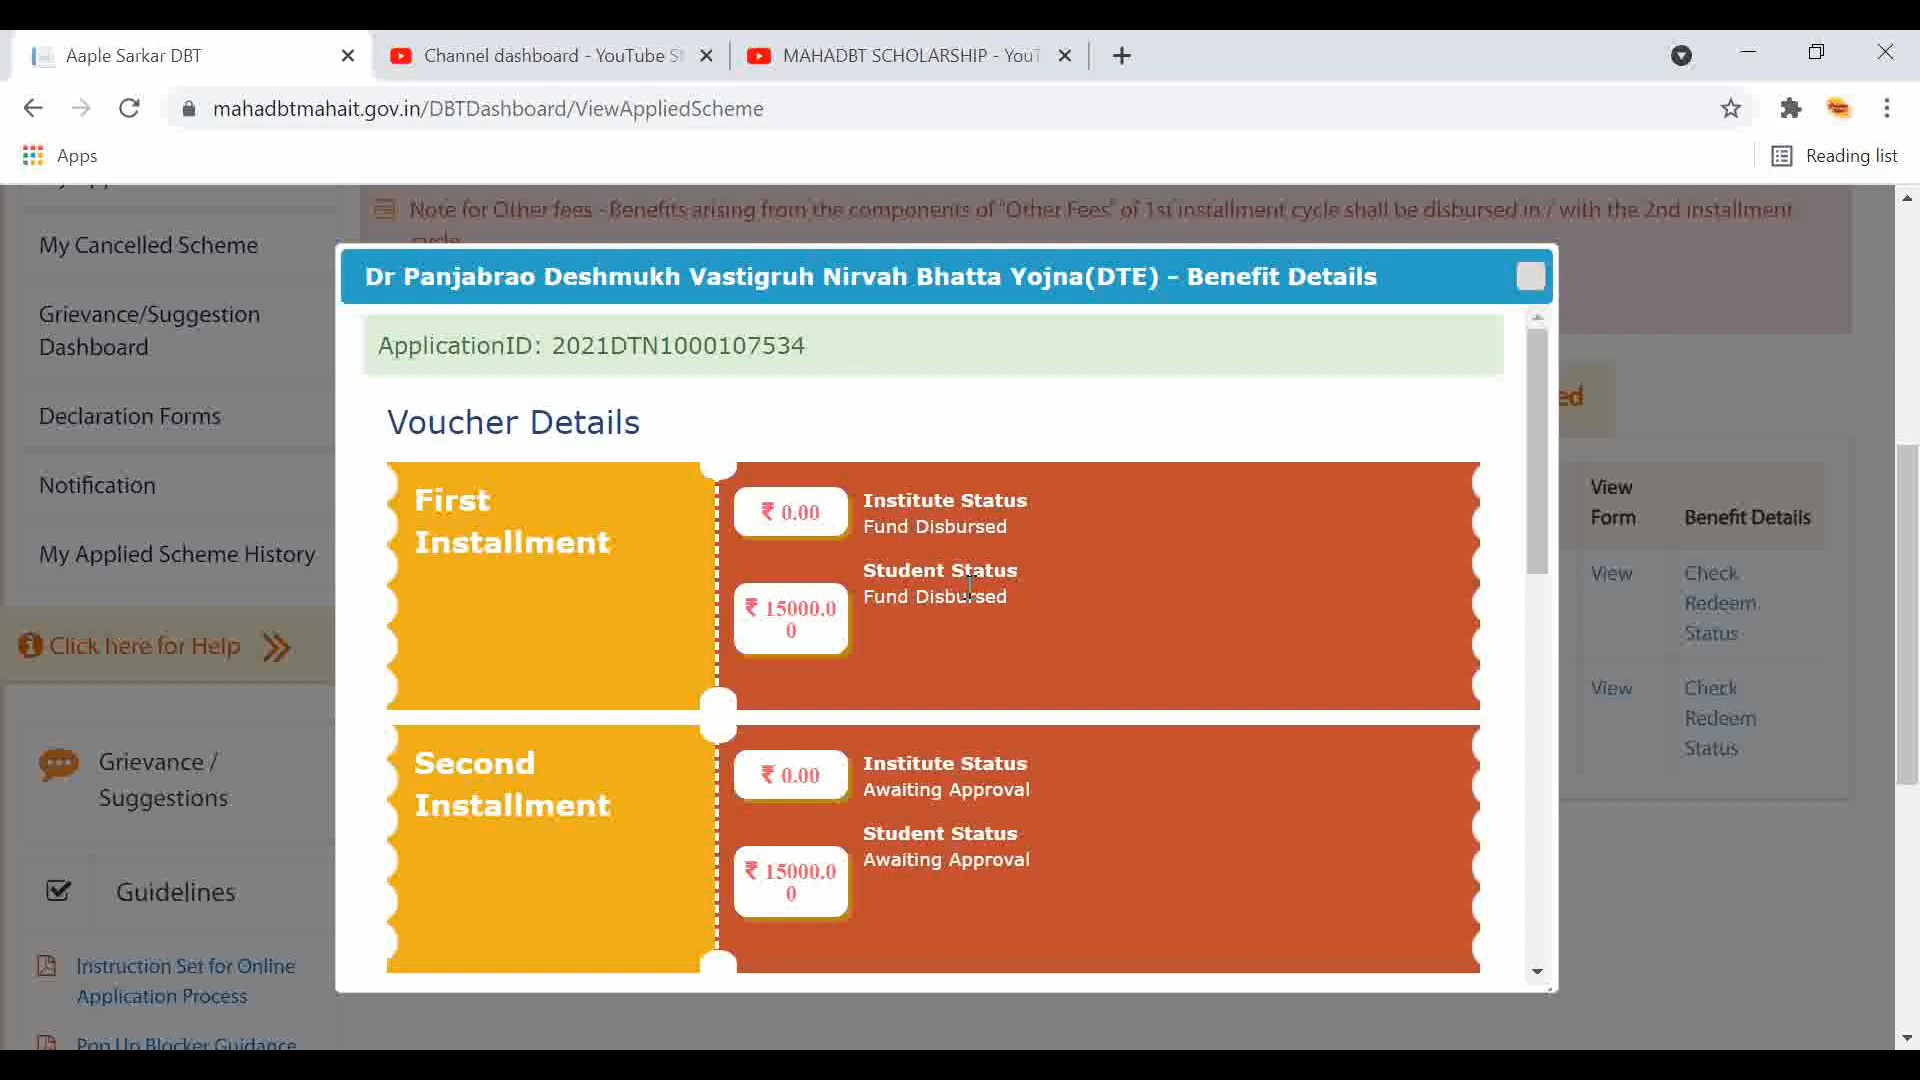 Aaple Sarkar DBT
Channel dashboard - YouTube S
MAHADBT SCHOLARSHIP - YouT
mahadbtmahait.gov.in/DBTDashboard/ViewAppliedScheme
Apps
Reading list
Note for Other fees - Benefits arising from the components of "Other Fees" of 1st installment cycle shall be disbursed in / with the 2nd installment
cycle
My Cancelled Scheme
Grievance/Suggestion
Dashboard
Declaration Forms
Notification
My Applied Scheme History
Click here for Help
Grievance /
Suggestions
Guidelines
Instruction Set for Online
Application Process
Pop Up Blocker Guidance
Dr Panjabrao Deshmukh Vastigruh Nirvah Bhatta Yojna(DTE) - Benefit Details
ApplicationID: 2021DTN1000107534
Voucher Details
First
Installment
₹ 0.00
Institute Status
Fund Disbursed
Student Status
Fund Disbursed
₹ 15000.0
0
Second
Installment
₹ 0.00
Institute Status
Awaiting Approval
Student Status
Awaiting Approval
₹ 15000.0
0
ed
View
Form
Benefit Details
View
Check
Redeem
Status
View
Check
Redeem
Status